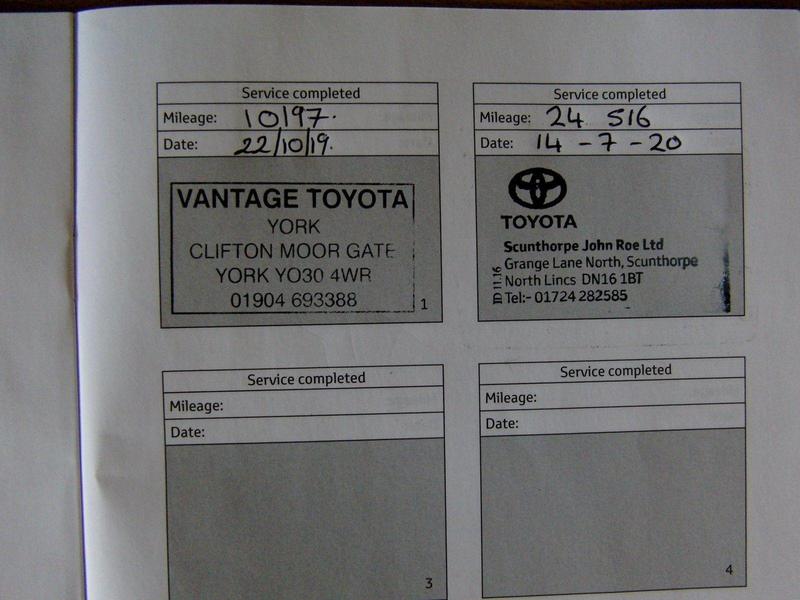 Service completed
Mileage: 10197.
Date: 22/10/19.
VANTAGE TOYOTA
YORK
CLIFTON MOOR GATE
YORK YO30 4WR
01904 693388
1
Service completed
Mileage: 24 516
Date: 14 - 7 - 20
TOYOTA
Scunthorpe John Roe Ltd
Grange Lane North, Scunthorpe
North Lincs DN16 1BT
Tel:- 01724 282585
ID 11.16
Service completed
Mileage:
Date:
3
Service completed
Mileage:
Date:
4